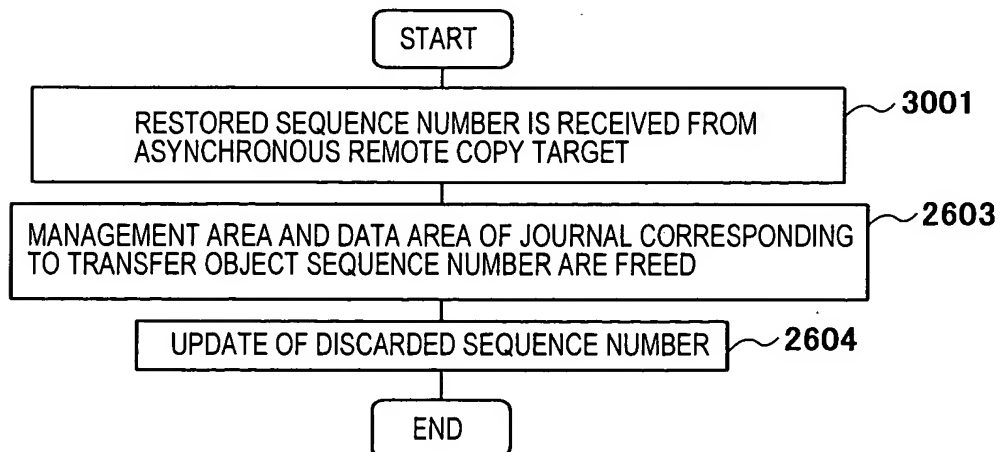 START
RESTORED SEQUENCE NUMBER IS RECEIVED FROM
ASYNCHRONOUS REMOTE COPY TARGET
3001
MANAGEMENT AREA AND DATA AREA OF JOURNAL CORRESPONDING
TO TRANSFER OBJECT SEQUENCE NUMBER ARE FREED
2603
UPDATE OF DISCARDED SEQUENCE NUMBER
2604
END